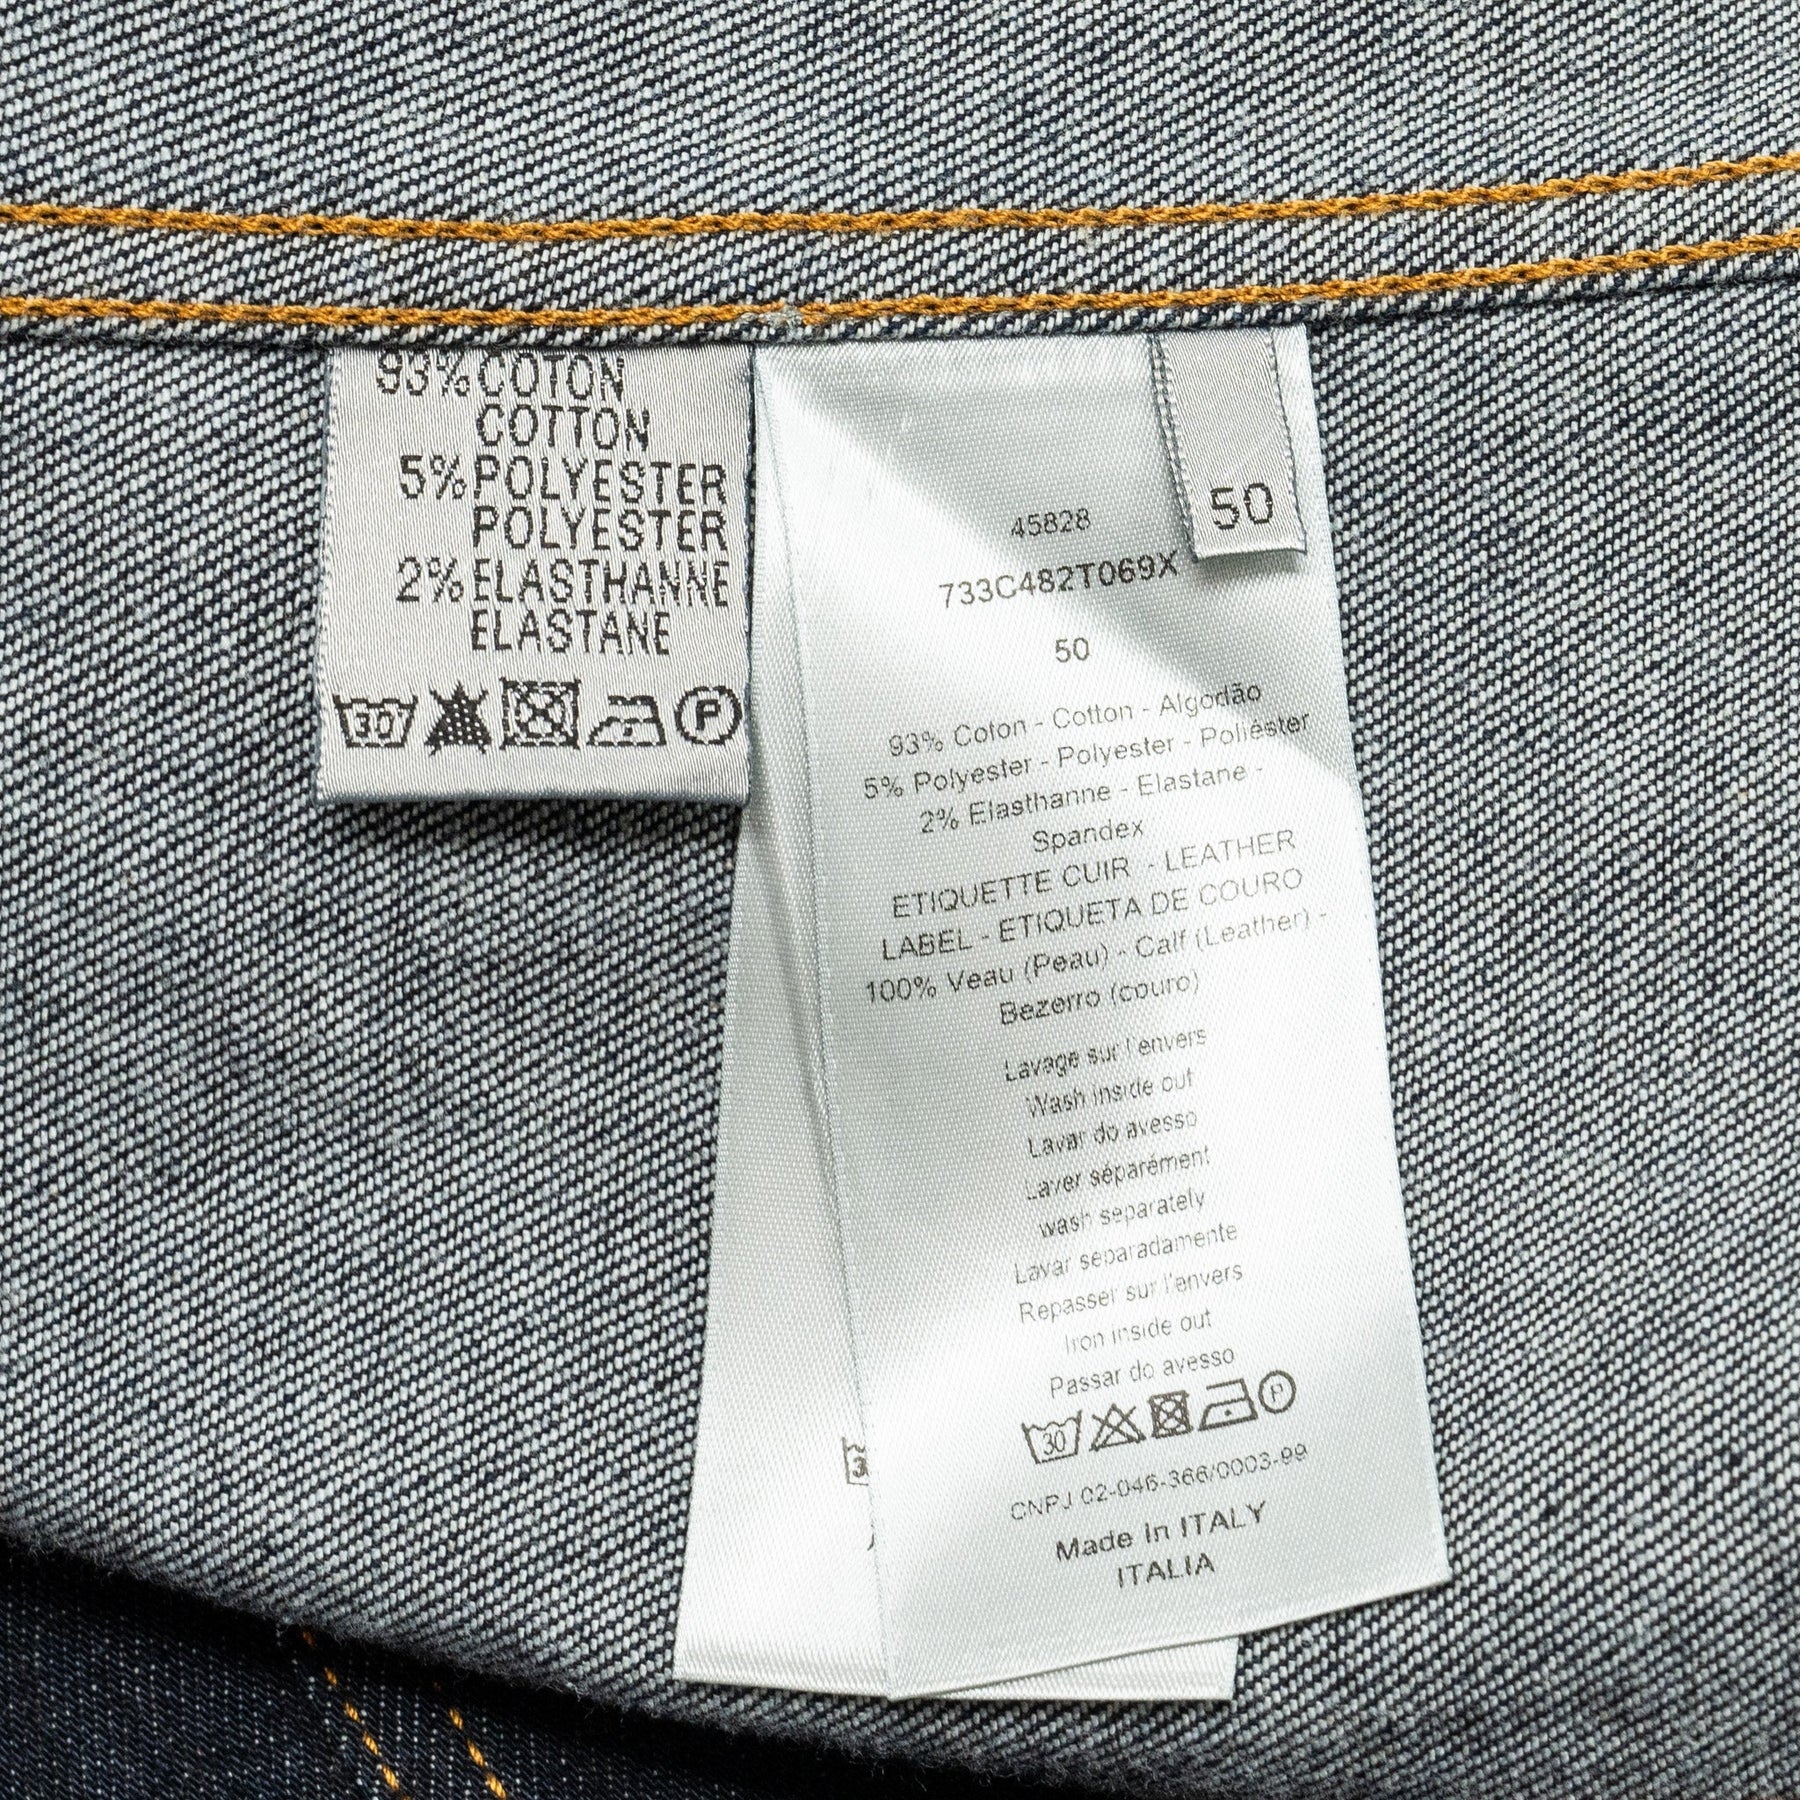 93% COTON
COTTON
5% POLYESTER
POLYESTER
2% ELASTHANNE
ELASTANE
30 P
50
45828
733C482T069X
50
93% Coton - Cotton - Algodão
5% Polyester - Polyester - Poliéster
2% Elasthanne - Elastane -
Spandex
ETIQUETTE CUIR - LEATHER
LABEL - ETIQUETA DE COURO
100% Veau (Peau) - Calf (Leather) -
Bezerro (couro)
Lavage sur l'envers
Wash inside out
Lavar do avesso
Laver séparément
wash separately
Lavar separadamente
Repasser sur l'envers
Iron inside out
Passar do avesso
30 P
CNPJ 02-046-366/0003-99
Made In ITALY
ITALIA